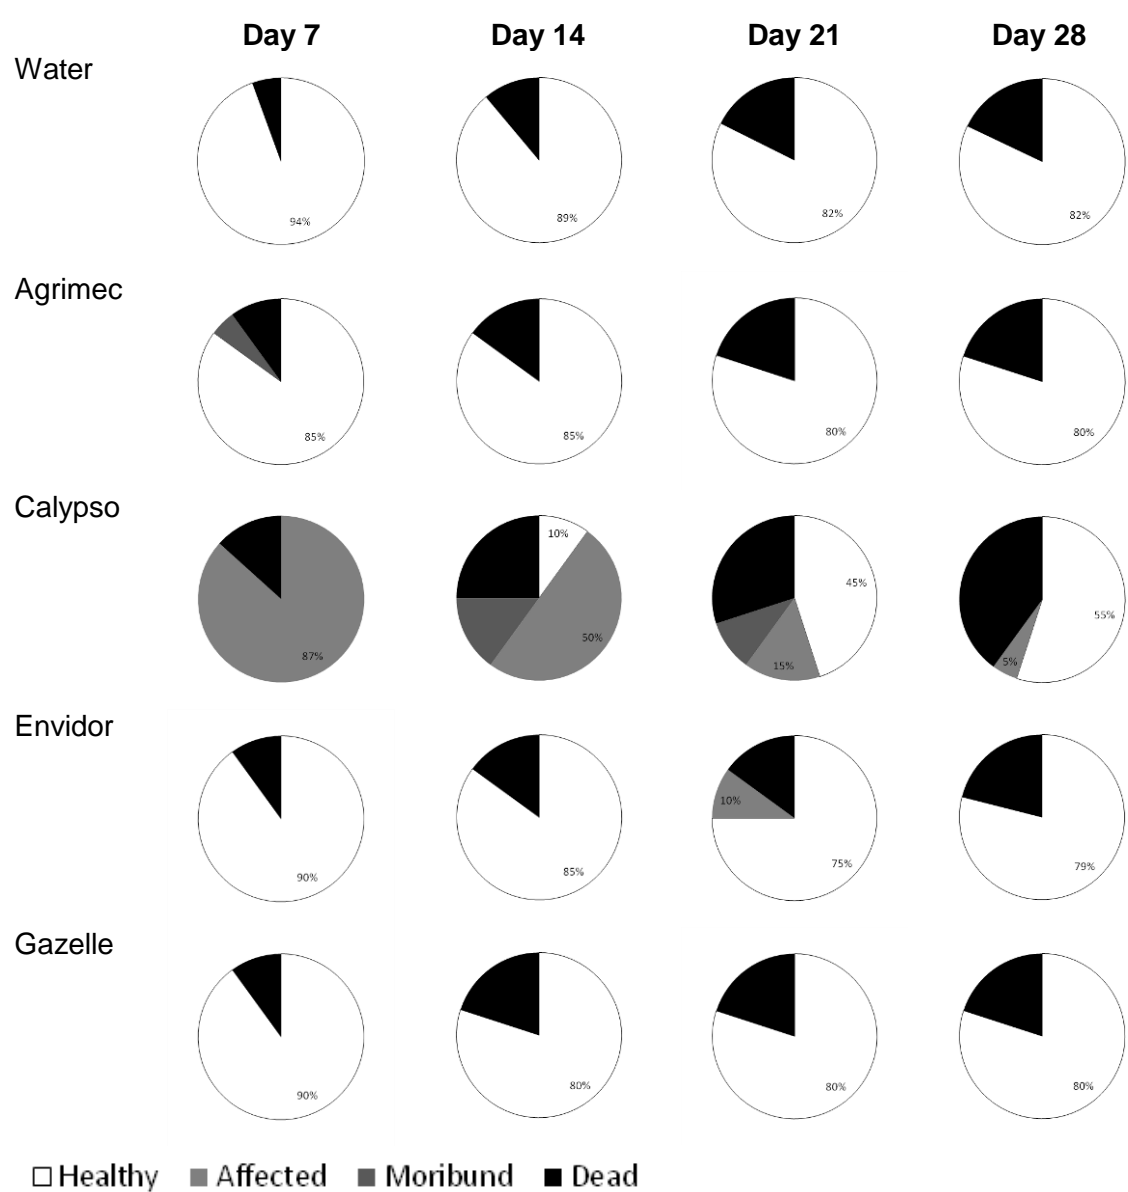 Day 7 Day 14 Day 21 Day 28
Water
94% 89% 82% 82%
Agrimec
85% 85% 80% 80%
Calypso
10%
45%
55%
50%
87% 15% 5%
Envidor
10%
90% 85% 75% 79%
Gazelle
90% 80% 80% 80%
Healthy Affected Moribund Dead